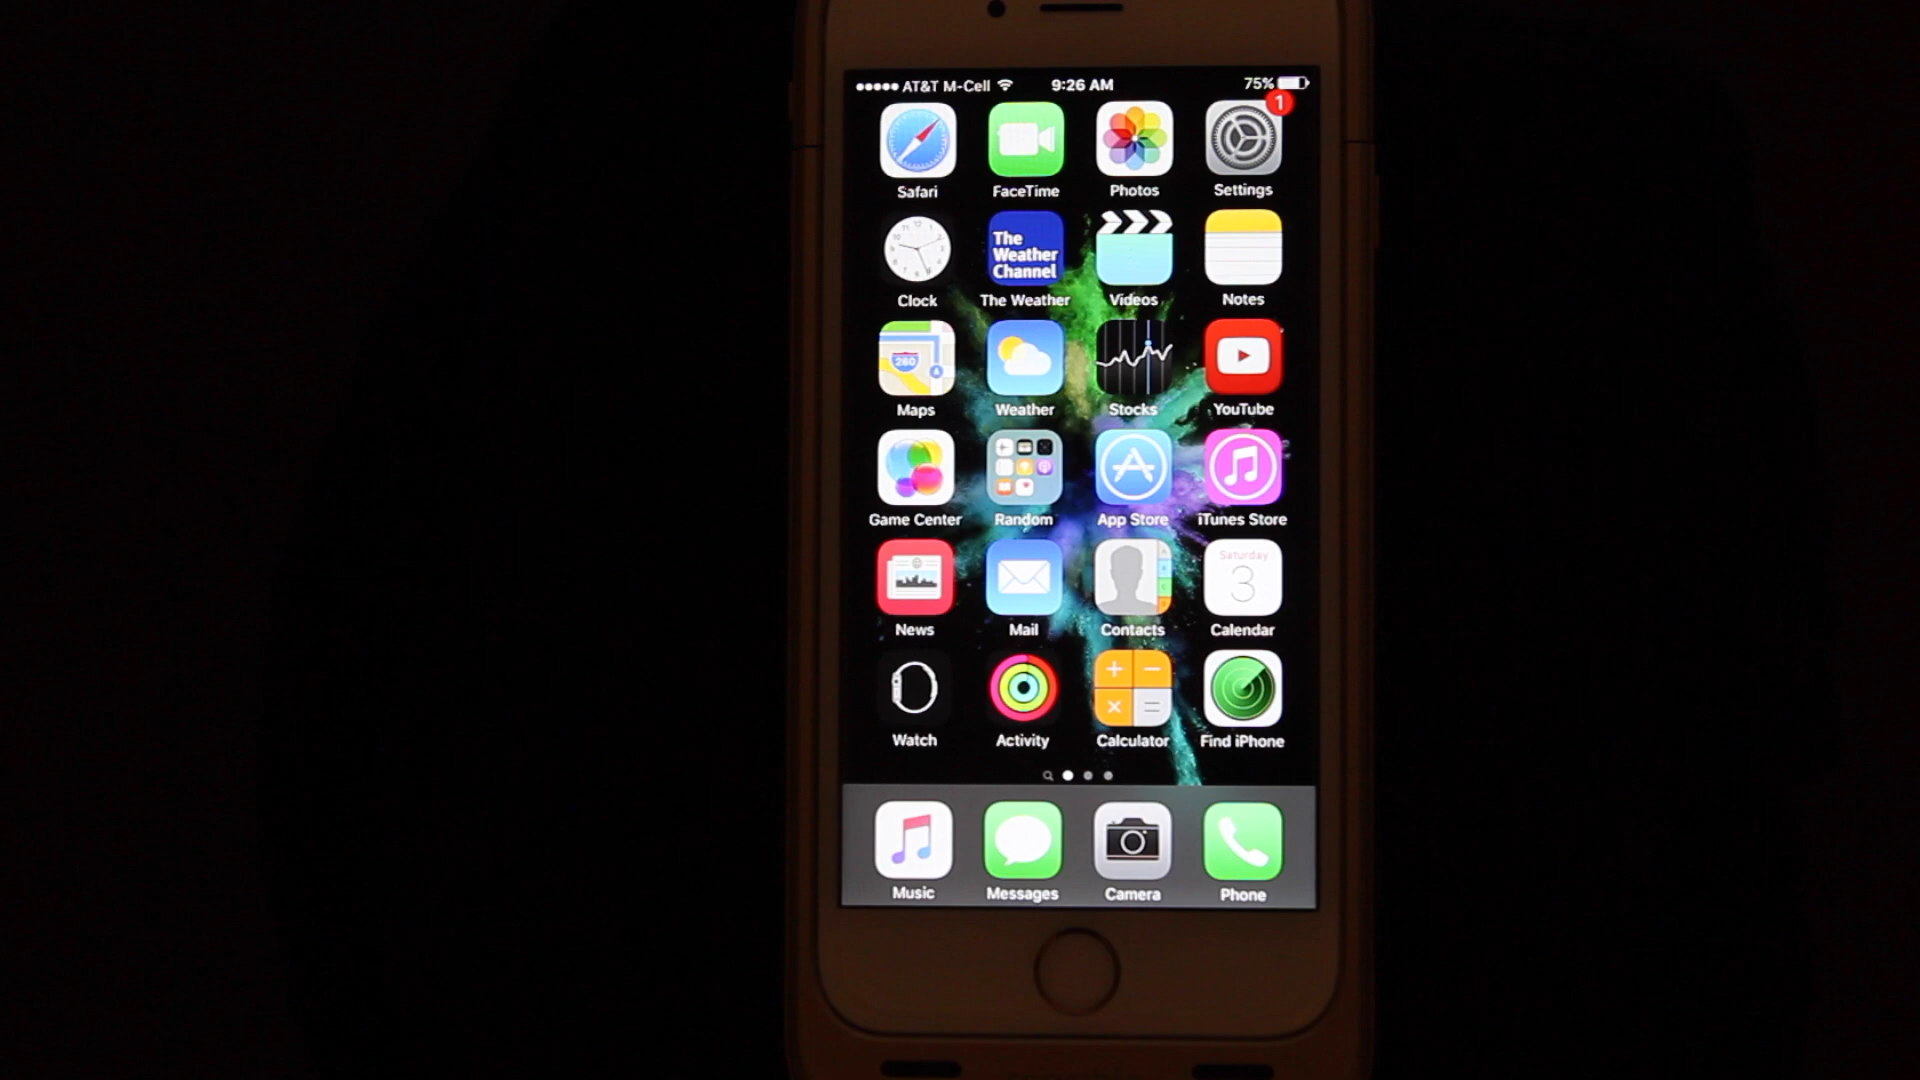 AT&T M-Cell 9:26 AM 75%
1
Safari FaceTime Photos Settings
The
Weather
Channel
Clock The Weather Videos Notes
280
Maps Weather Stocks YouTube
Game Center Random App Store iTunes Store
Saturday
3
News Mail Contacts Calendar
Watch Activity Calculator Find iPhone
Music Messages Camera Phone